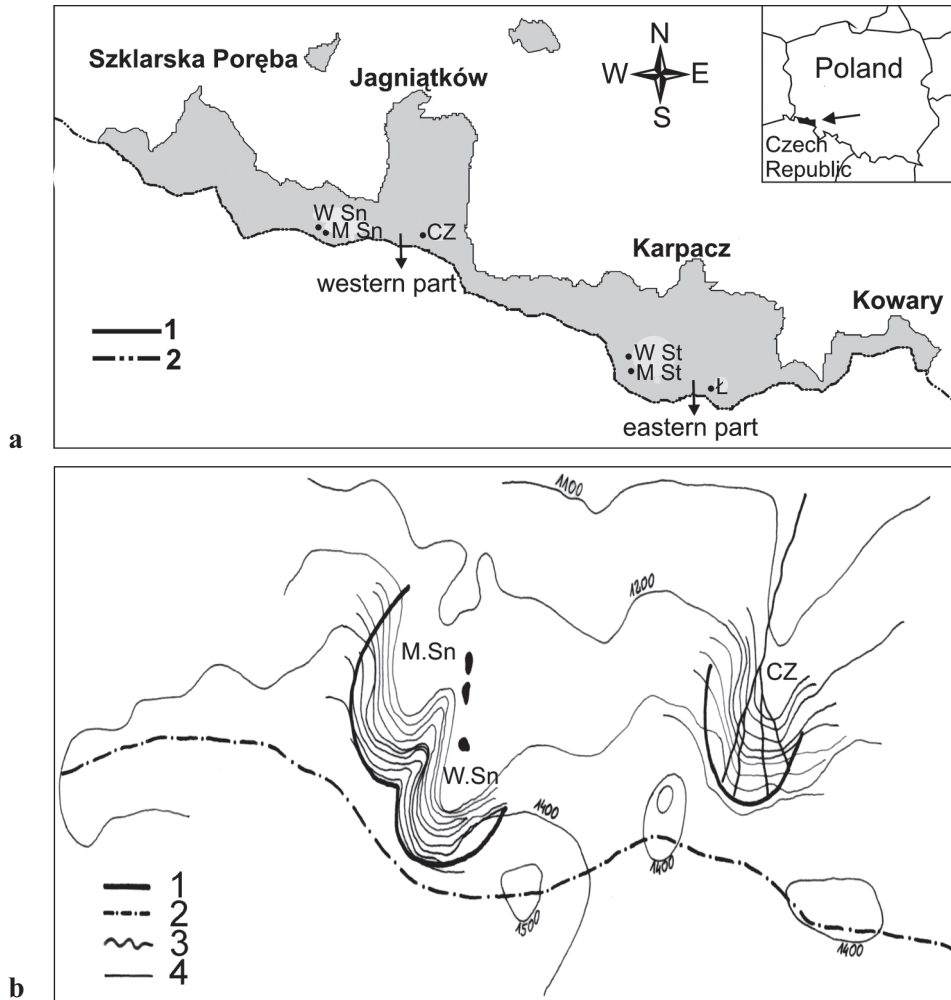 Szklarska Poręba
Jagniątków
N
W E
S
Poland
Czech
Republic
W Sn
M Sn
CZ
western part
Karpacz
Kowary
1
2
W St
M St
Ł
eastern part
a
1100
1200
M.Sn
CZ
W.Sn
1400
1400
1500
1400
1
2
3
4
b